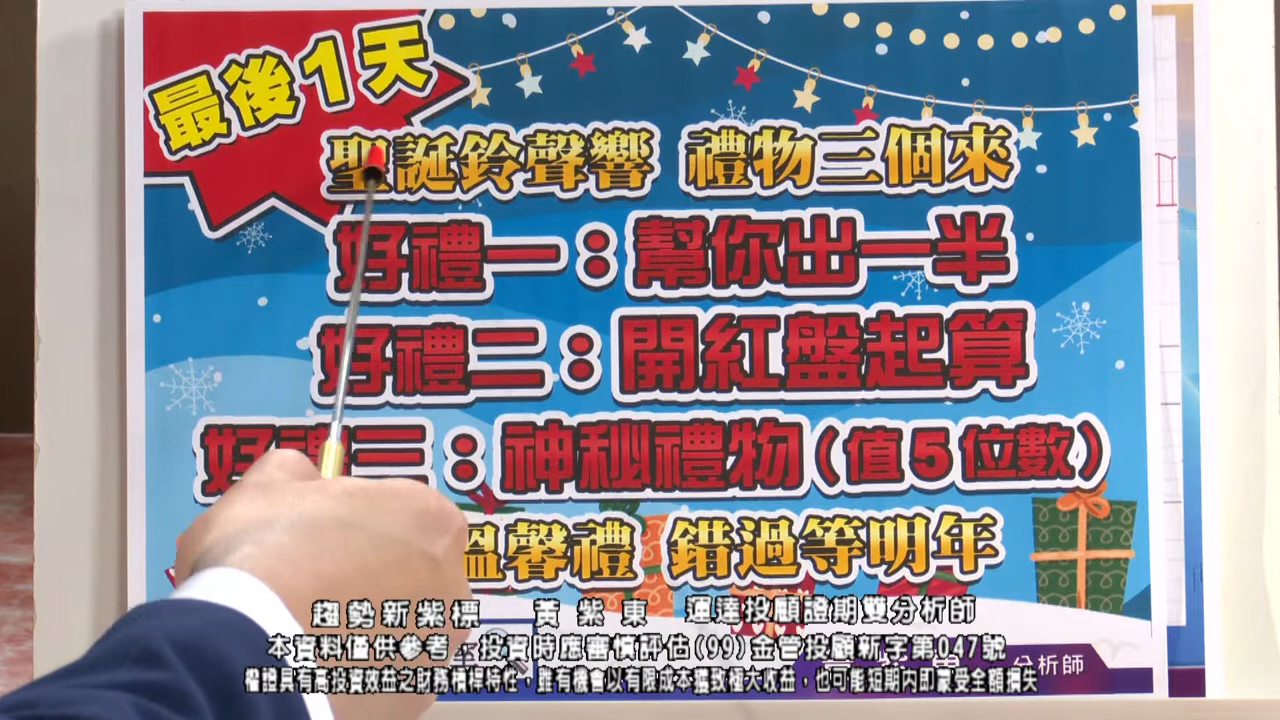 最後1天
聖誕鈴聲響 禮物三個來
好禮一：幫你出一半
好禮二：開紅盤起算
好禮三：神秘禮物（值5位數）
溫馨禮 錯過等明年
趨勢新紫標 黃紫東 運達投顧證期雙分析師
本資料僅供參考，投資時應審慎評估(99)金管投顧新字第047號
分析師
權證具有高投資效益之財務槓桿特性，雖有機會以有限成本獲致極大收益，也可能短期內即蒙受全額損失